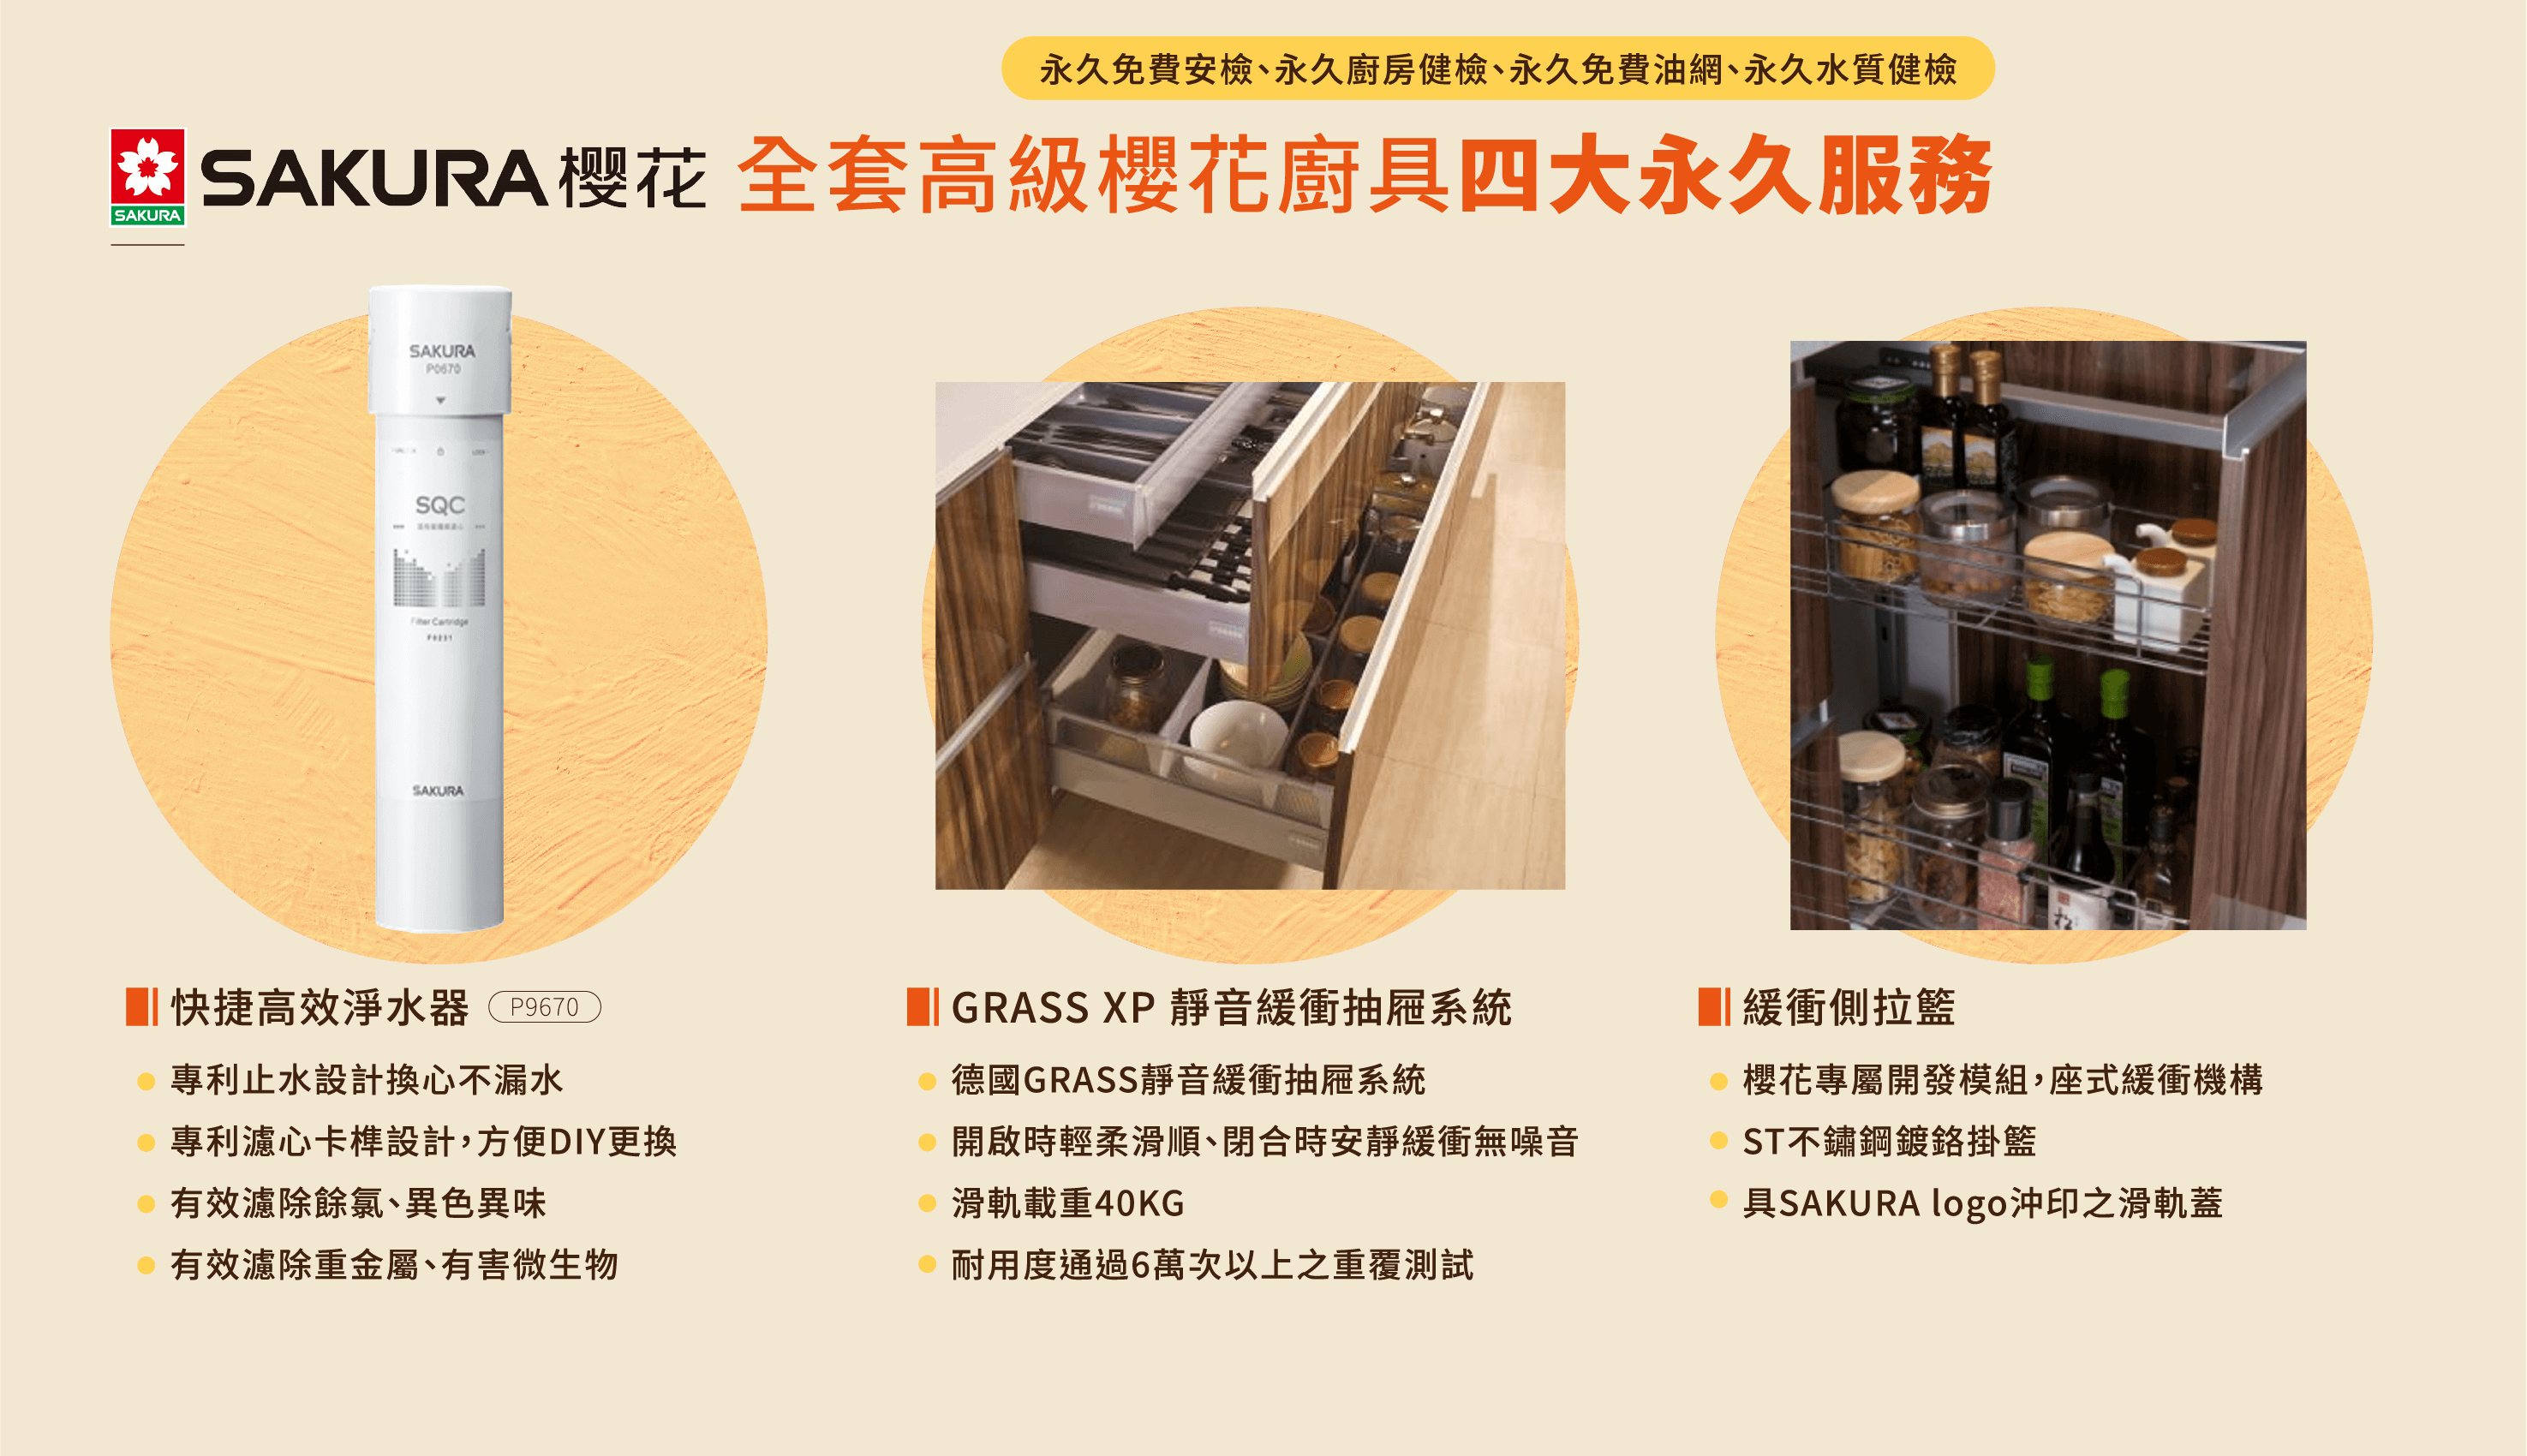 永久免費安檢、永久廚房健檢、永久免費油網、永久水質健檢
SAKURA
SAKURA櫻花 全套高級櫻花廚具四大永久服務
SAKURA
P0670
SQC
Filter Cartridge
F0231
SAKURA
快捷高效淨水器 P9670
專利止水設計換心不漏水
專利濾心卡榫設計，方便DIY更換
有效濾除餘氯、異色異味
有效濾除重金屬、有害微生物
GRASS XP 靜音緩衝抽屜系統
德國GRASS靜音緩衝抽屜系統
開啟時輕柔滑順、閉合時安靜緩衝無噪音
滑軌載重40KG
耐用度通過6萬次以上之重覆測試
緩衝側拉籃
櫻花專屬開發模組，座式緩衝機構
ST不鏽鋼鍍鉻掛籃
具SAKURA logo沖印之滑軌蓋